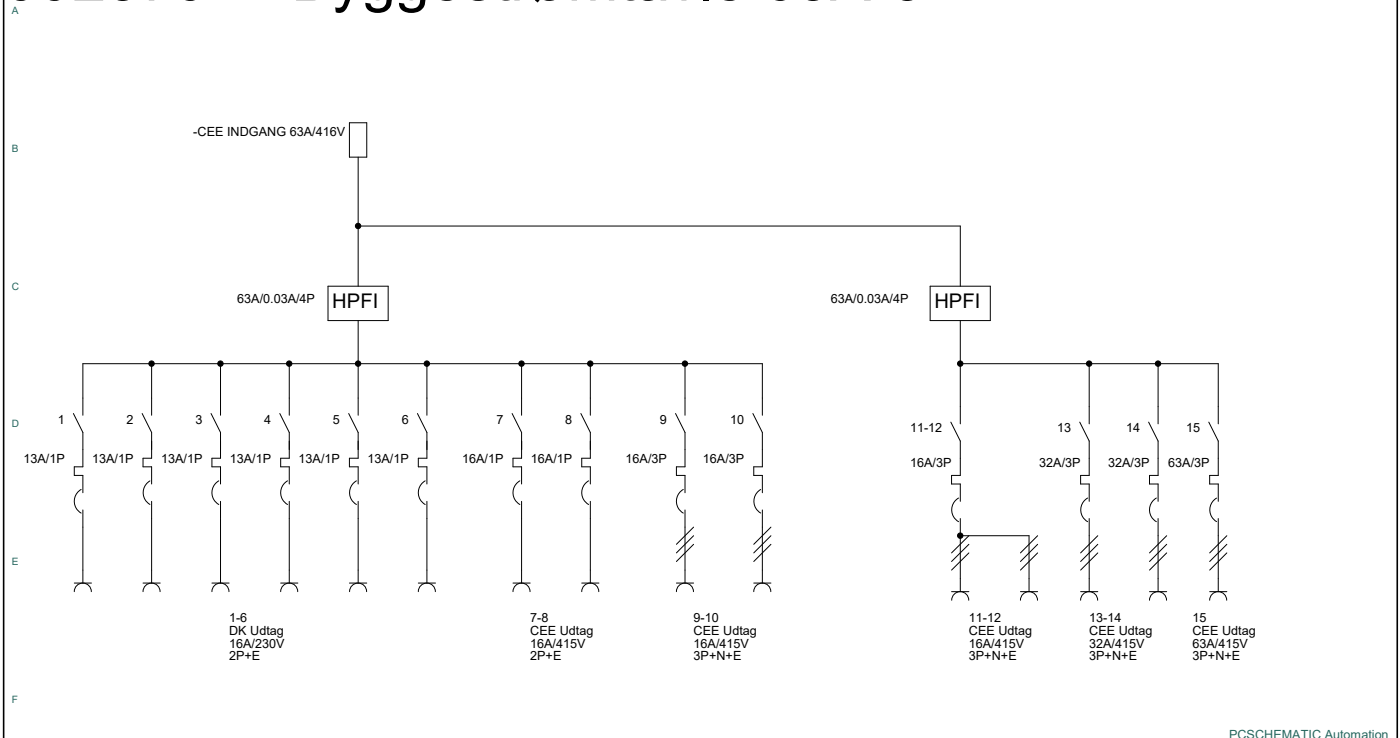 A
-CEE INDGANG 63A/416V
B
C
63A/0.03A/4P
HPFI
63A/0.03A/4P
HPFI
D
1
2
3
4
5
6
7
8
9
10
11-12
13
14
15
13A/1P
13A/1P
13A/1P
13A/1P
13A/1P
13A/1P
16A/1P
16A/1P
16A/3P
16A/3P
16A/3P
32A/3P
32A/3P
63A/3P
E
1-6
DK Udtag
16A/230V
2P+E
7-8
CEE Udtag
16A/415V
2P+E
9-10
CEE Udtag
16A/415V
3P+N+E
11-12
CEE Udtag
16A/415V
3P+N+E
13-14
CEE Udtag
32A/415V
3P+N+E
15
CEE Udtag
63A/415V
3P+N+E
F
PCSCHEMATIC Automation